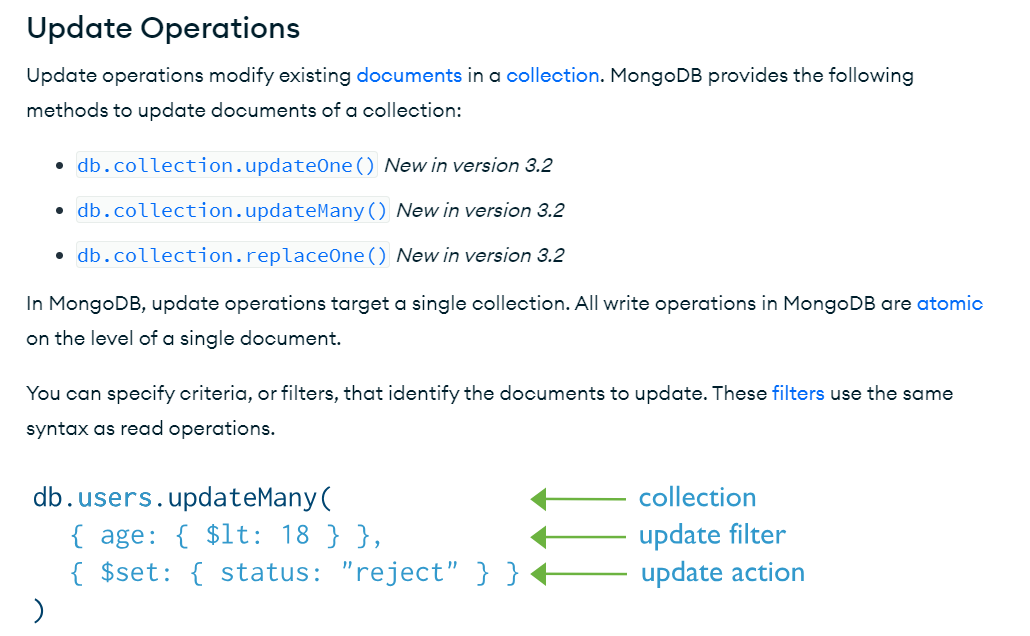 Update Operations
Update operations modify existing documents in a collection. MongoDB provides the following
methods to update documents of a collection:
• db.collection.updateOne() New in version 3.2
• db.collection.updateMany() New in version 3.2
• db.collection.replaceOne() New in version 3.2
In MongoDB, update operations target a single collection. All write operations in MongoDB are atomic
on the level of a single document.
You can specify criteria, or filters, that identify the documents to update. These filters use the same
syntax as read operations.
db.users.updateMany( collection
{ age: { $lt: 18 } }, update filter
{ $set: { status: "reject" } } update action
)